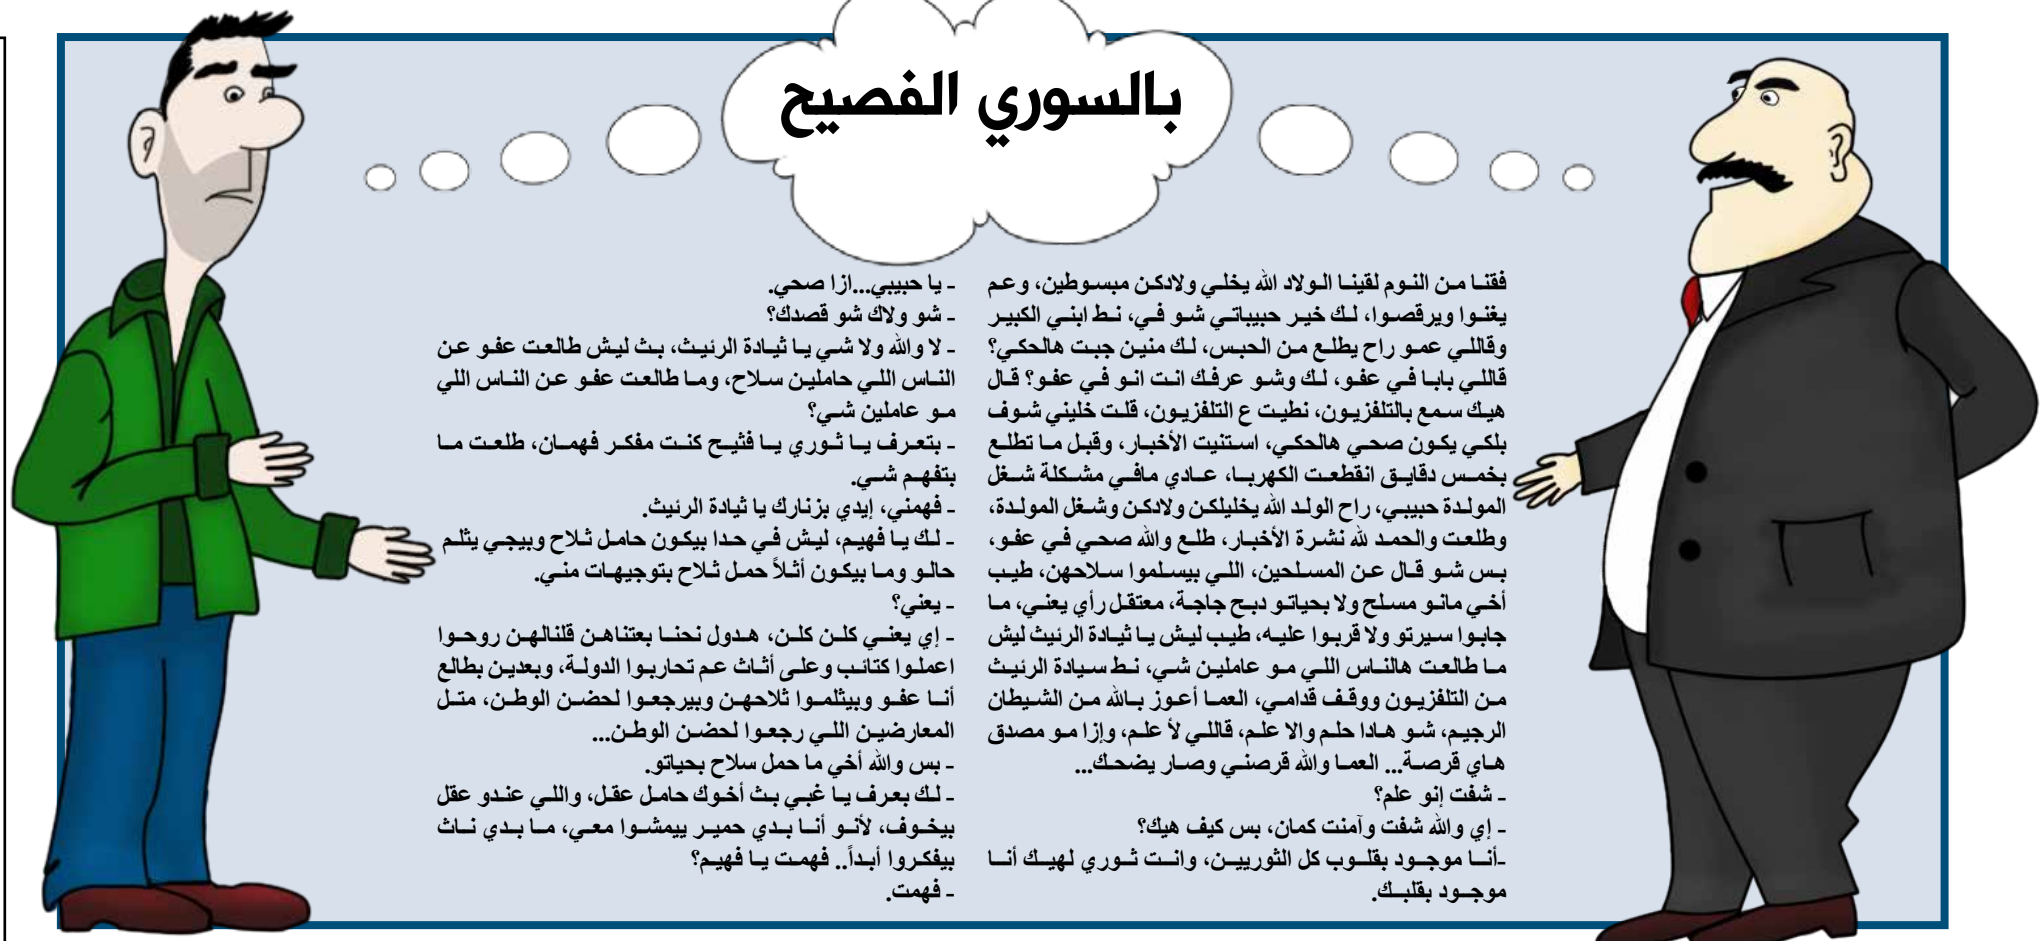 بالسوري الفصيح
فقنا من النوم لقينا الولاد الله يخلي ولادكن مبسوطين، وعم
يغنوا ويرقصوا، لك خير حبيباتي شو في، نط ابني الكبير
وقاللي عمو راح يطلع من الحبس، لك منين جبت هالحكي؟
قاللي بابا في عفو، لك وشو عرفك انت انو في عفو؟ قال
هيك سمع بالتلفزيون، نطيت ع التلفزيون، قلت خليني شوف
بلكي يكون صحي هالحكي، استنيت الأخبار، وقبل ما تطلع
بخمس دقايق انقطعت الكهربا، عادي مافي مشكلة شغل
المولدة حبيبي، راح الولد الله يخليلكن ولادكن وشغل المولدة،
وطلعت والحمد لله نشرة الأخبار، طلع والله صحي في عفو،
بس شو قال عن المسلحين، اللي بيسلموا سلاحهن، طيب
أخي مانو مسلح ولا بحياتو دبح جاجة، معتقل رأي يعني، ما
جابوا سيرتو ولا قربوا عليه، طيب ليش يا ثيادة الرئيث ليش
ما طالعت هالناس اللي مو عاملين شي، نط سيادة الرئيث
من التلفزيون ووقف قدامي، العما أعوز بالله من الشيطان
الرجيم، شو هادا حلم والا علم، قاللي لأ علم، وإزا مو مصدق
هاي قرصة... العما والله قرصني وصار يضحك...
- شفت إنو علم؟
- إي والله شفت وآمنت كمان، بس كيف هيك؟
-أنا موجود بقلوب كل الثوريين، وانت ثوري لهيك أنا
موجود بقلبك.
- يا حبيبي...ازا صحي.
- شو ولاك شو قصدك؟
- لا والله ولا شي يا ثيادة الرئيث، بث ليش طالعت عفو عن
الناس اللي حاملين سلاح، وما طالعت عفو عن الناس اللي
مو عاملين شي؟
- بتعرف يا ثوري يا فثيح كنت مفكر فهمان، طلعت ما
بتفهم شي.
- فهمني، إيدي بزنارك يا ثيادة الرئيث.
- لك يا فهيم، ليش في حدا بيكون حامل ثلاح وبيجي يثلم
حالو وما بيكون أثلاً حمل ثلاح بتوجيهات مني.
- يعني؟
- إي يعني كلن كلن، هدول نحنا بعتناهن قلنالهن روحوا
اعملوا كتائب وعلى أثاث عم تحاربوا الدولة، وبعدين بطالع
أنا عفو وبيثلموا ثلاحهن وبيرجعوا لحضن الوطن، متل
المعارضين اللي رجعوا لحضن الوطن...
- بس والله أخي ما حمل سلاح بحياتو.
- لك بعرف يا غبي بث أخوك حامل عقل، واللي عندو عقل
بيخوف، لأنو أنا بدي حمير ييمشوا معي، ما بدي ناث
بيفكروا أبداً.. فهمت يا فهيم؟
- فهمت.